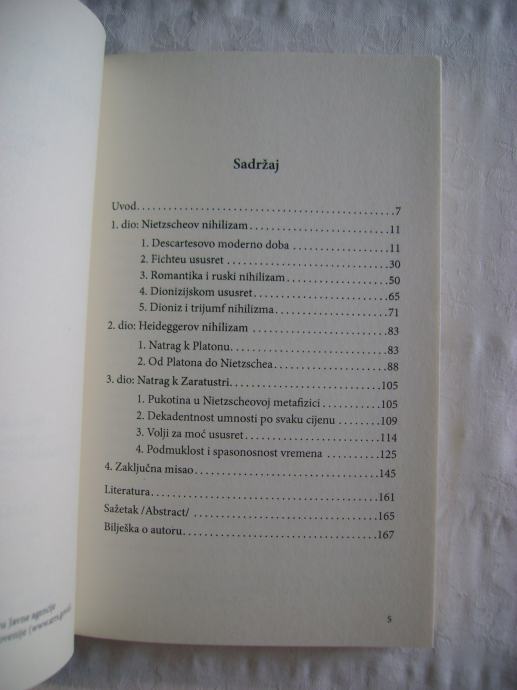 Sadržaj
Uvod. . . . . . . . . . . . . . . . . . . . . . . . . . . . . . . . . . . . . . . . . . . . . . . . 7
1. dio: Nietzscheov nihilizam. . . . . . . . . . . . . . . . . . . . . . . . . 11
1. Descartesovo moderno doba . . . . . . . . . . . . . . . . . . . 11
2. Fichteu ususret . . . . . . . . . . . . . . . . . . . . . . . . . . . . . . 30
3. Romantika i ruski nihilizam. . . . . . . . . . . . . . . . . . . . 50
4. Dionizijskom ususret. . . . . . . . . . . . . . . . . . . . . . . . . 65
5. Dioniz i trijumf nihilizma. . . . . . . . . . . . . . . . . . . . . . 71
2. dio: Heideggerov nihilizam . . . . . . . . . . . . . . . . . . . . . . . . 83
1. Natrag k Platonu. . . . . . . . . . . . . . . . . . . . . . . . . . . . . 83
2. Od Platona do Nietzschea. . . . . . . . . . . . . . . . . . . . . . 88
3. dio: Natrag k Zaratustri. . . . . . . . . . . . . . . . . . . . . . . . . . . 105
1. Pukotina u Nietzscheovoj metafizici . . . . . . . . . . . . 105
2. Dekadentnost umnosti po svaku cijenu . . . . . . . . . 109
3. Volji za moć ususret. . . . . . . . . . . . . . . . . . . . . . . . . 114
4. Podmuklost i spasonosnost vremena . . . . . . . . . . . 125
4. Zaključna misao. . . . . . . . . . . . . . . . . . . . . . . . . . . . . . . . 145
Literatura. . . . . . . . . . . . . . . . . . . . . . . . . . . . . . . . . . . . . . . 161
Sažetak /Abstract/ . . . . . . . . . . . . . . . . . . . . . . . . . . . . . . . . 165
Bilješka o autoru. . . . . . . . . . . . . . . . . . . . . . . . . . . . . . . . . 167
5
Javne agencije